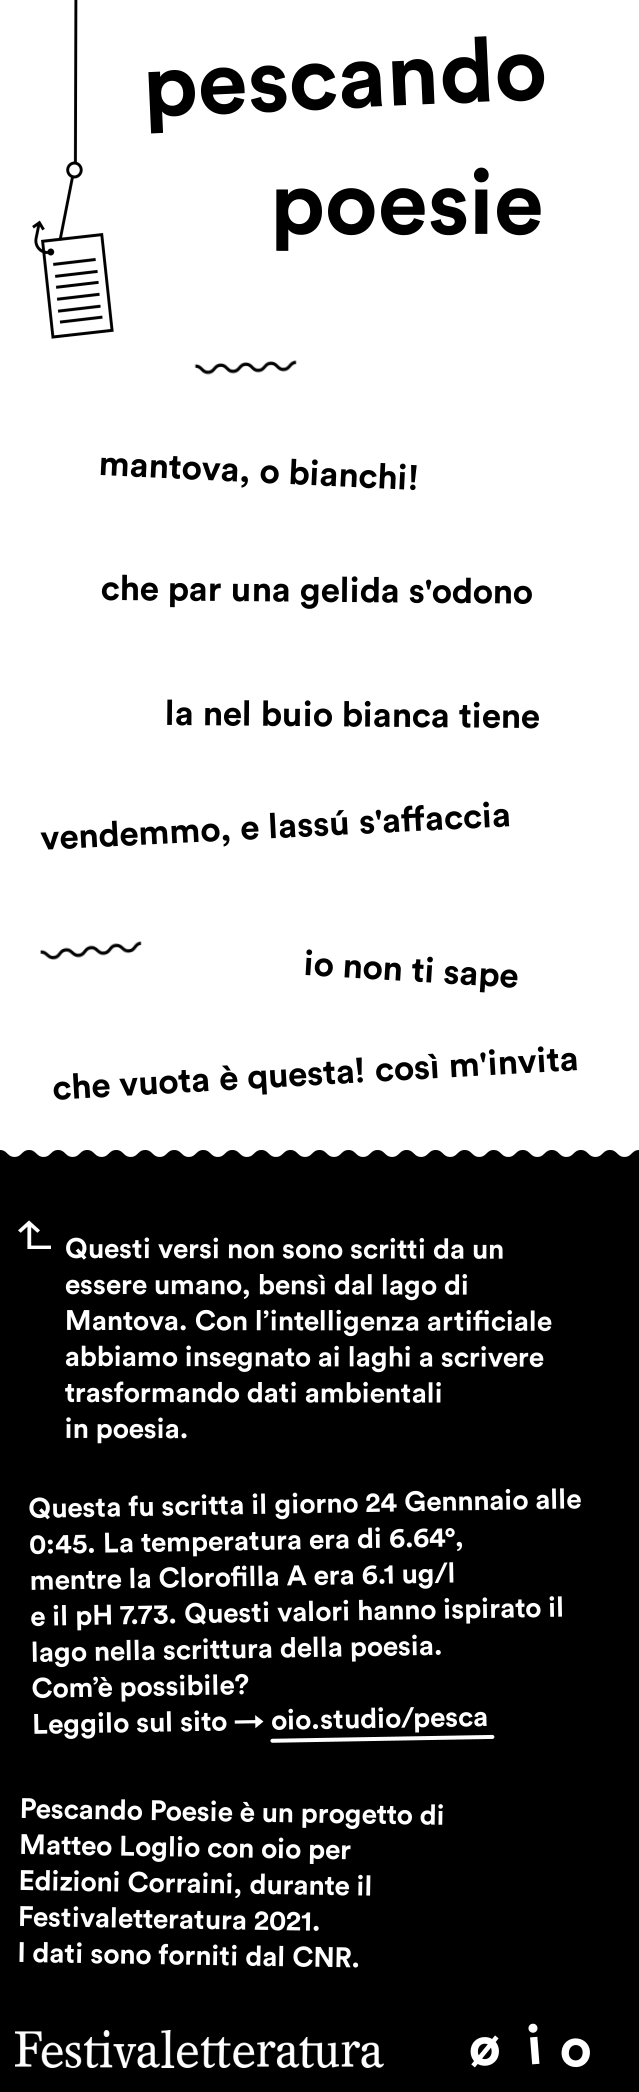 pescando
poesie
mantova, o bianchi!
che par una gelida s'odono
la nel buio bianca tiene
vendemmo, e lassú s'affaccia
io non ti sape
che vuota è questa! così m'invita
Questi versi non sono scritti da un
essere umano, bensì dal lago di
Mantova. Con l’intelligenza artificiale
abbiamo insegnato ai laghi a scrivere
trasformando dati ambientali
in poesia.
Questa fu scritta il giorno 24 Gennnaio alle
0:45. La temperatura era di 6.64°,
mentre la Clorofilla A era 6.1 ug/l
e il pH 7.73. Questi valori hanno ispirato il
lago nella scrittura della poesia.
Com’è possibile?
Leggilo sul sito → oio.studio/pesca
Pescando Poesie è un progetto di
Matteo Loglio con oio per
Edizioni Corraini, durante il
Festivaletteratura 2021.
I dati sono forniti dal CNR.
Festivaletteratura
ø i o